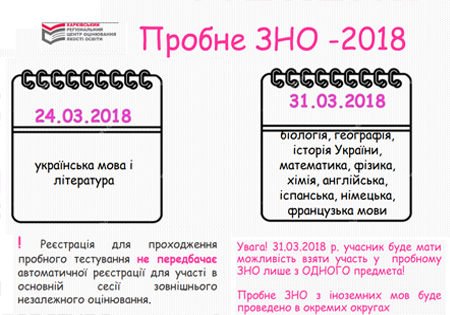 ХАРКІВСЬКИЙ
РЕГІОНАЛЬНИЙ
ЦЕНТР ОЦІНЮВАННЯ
ЯКОСТІ ОСВІТИ
Пробне ЗНО -2018
24.03.2018
українська мова і
література
31.03.2018
біологія, географія,
історія України,
математика, фізика,
хімія, англійська,
іспанська, німецька,
французька мови
! Реєстрація для проходження
пробного тестування не передбачає
автоматичної реєстрації для участі в
основній сесії зовнішнього
незалежного оцінювання.
Увага! 31.03.2018 р. учасник буде мати
можливість взяти участь у пробному
ЗНО лише з ОДНОГО предмета!
Пробне ЗНО з іноземних мов буде
проведено в окремих округах